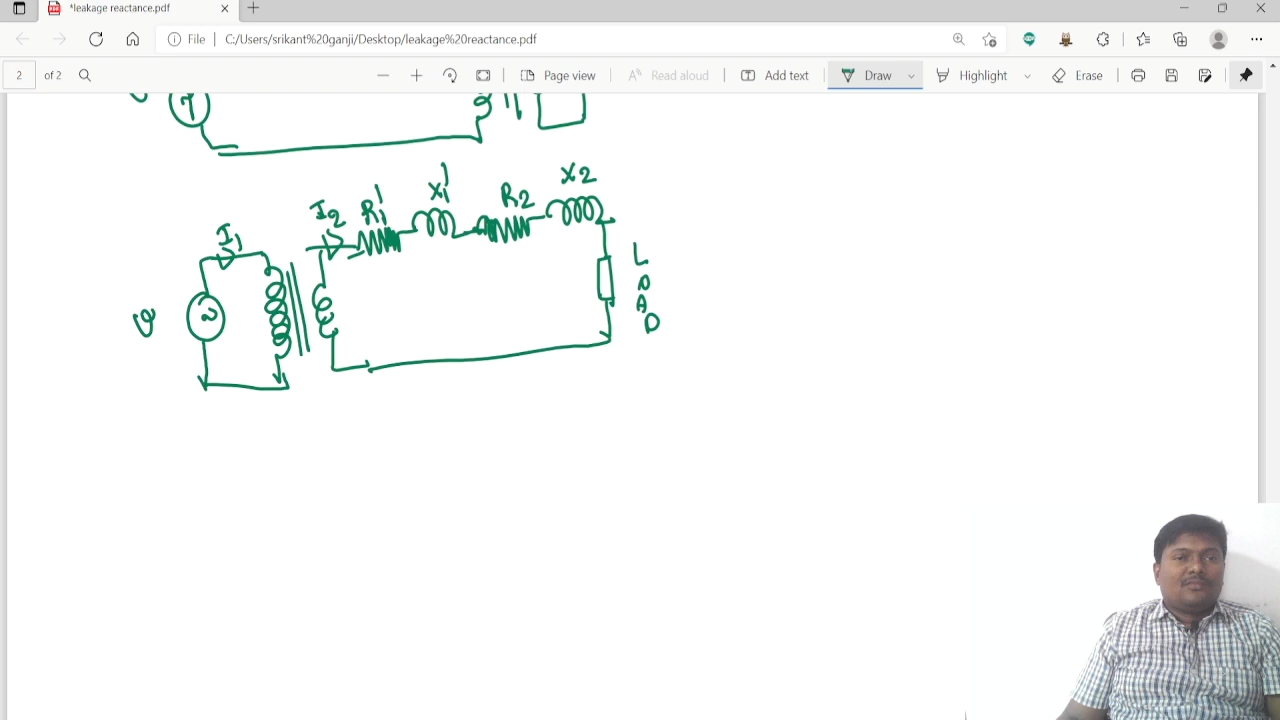 *leakage reactance.pdf
File
C:/Users/srikant%20ganji/Desktop/leakage%20reactance.pdf
2
of 2
Page view
Read aloud
Add text
Draw
Highlight
Erase
X2
X1'
R2
R1'
I2
I1
V
L
O
A
D